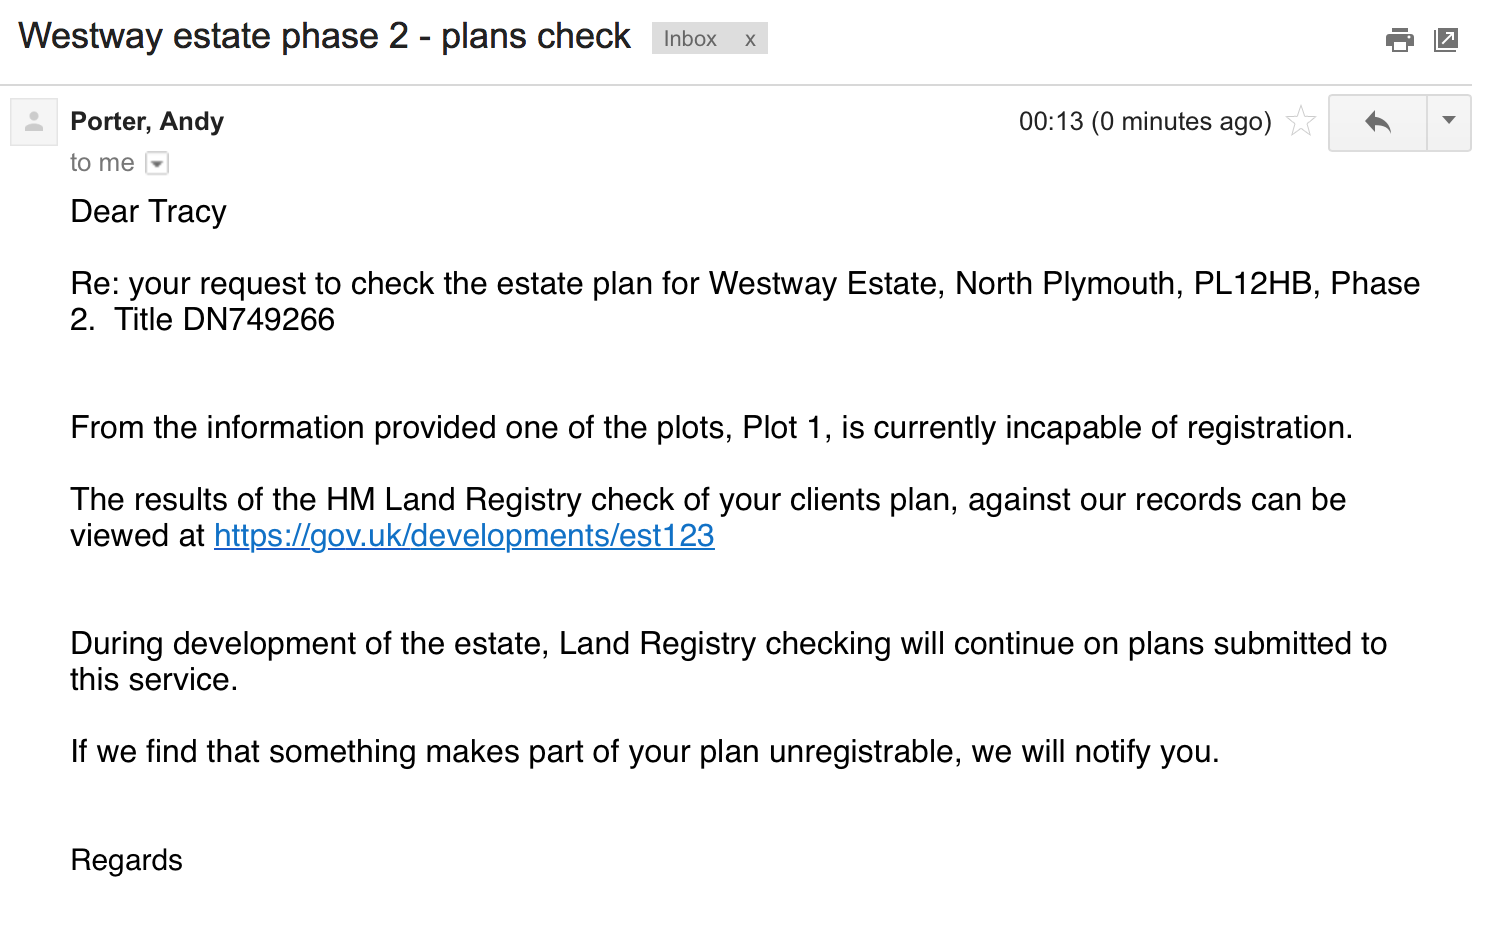 Westway estate phase 2 - plans check Inbox x
Porter, Andy 00:13 (0 minutes ago)
to me
Dear Tracy
Re: your request to check the estate plan for Westway Estate, North Plymouth, PL12HB, Phase
2.  Title DN749266
From the information provided one of the plots, Plot 1, is currently incapable of registration.
The results of the HM Land Registry check of your clients plan, against our records can be
viewed at https://gov.uk/developments/est123
During development of the estate, Land Registry checking will continue on plans submitted to
this service.
If we find that something makes part of your plan unregistrable, we will notify you.
Regards